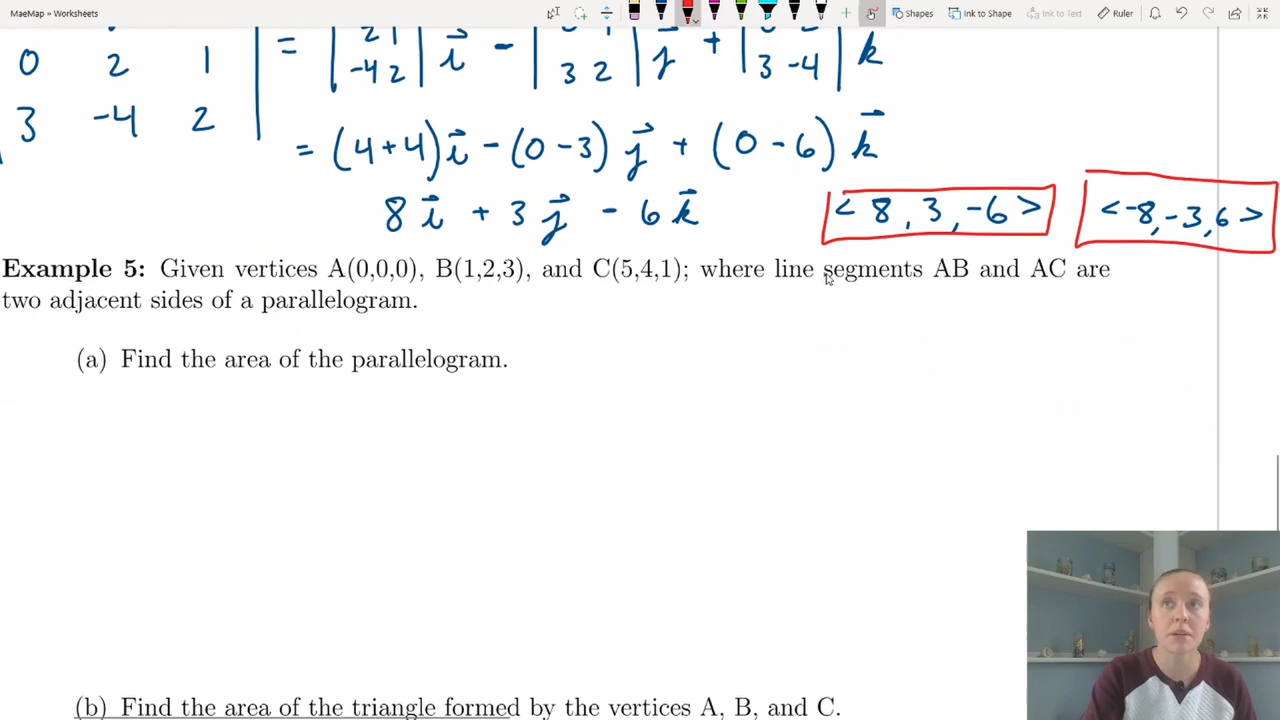 MaeMap » Worksheets
Shapes Ink to Shape Ink to Text Ruler
0 2 1 = | 2 1 | i⃗ - | | j⃗ + | | k⃗
-4 2 3 2 3 -4
3 -4 2
= (4+4) i⃗ - (0-3) j⃗ + (0-6) k⃗
8 i⃗ + 3 j⃗ - 6 k⃗ < 8, 3, -6 > < -8, -3, 6 >
Example 5: Given vertices A(0,0,0), B(1,2,3), and C(5,4,1); where line segments AB and AC are
two adjacent sides of a parallelogram.
(a) Find the area of the parallelogram.
(b) Find the area of the triangle formed by the vertices A, B, and C.